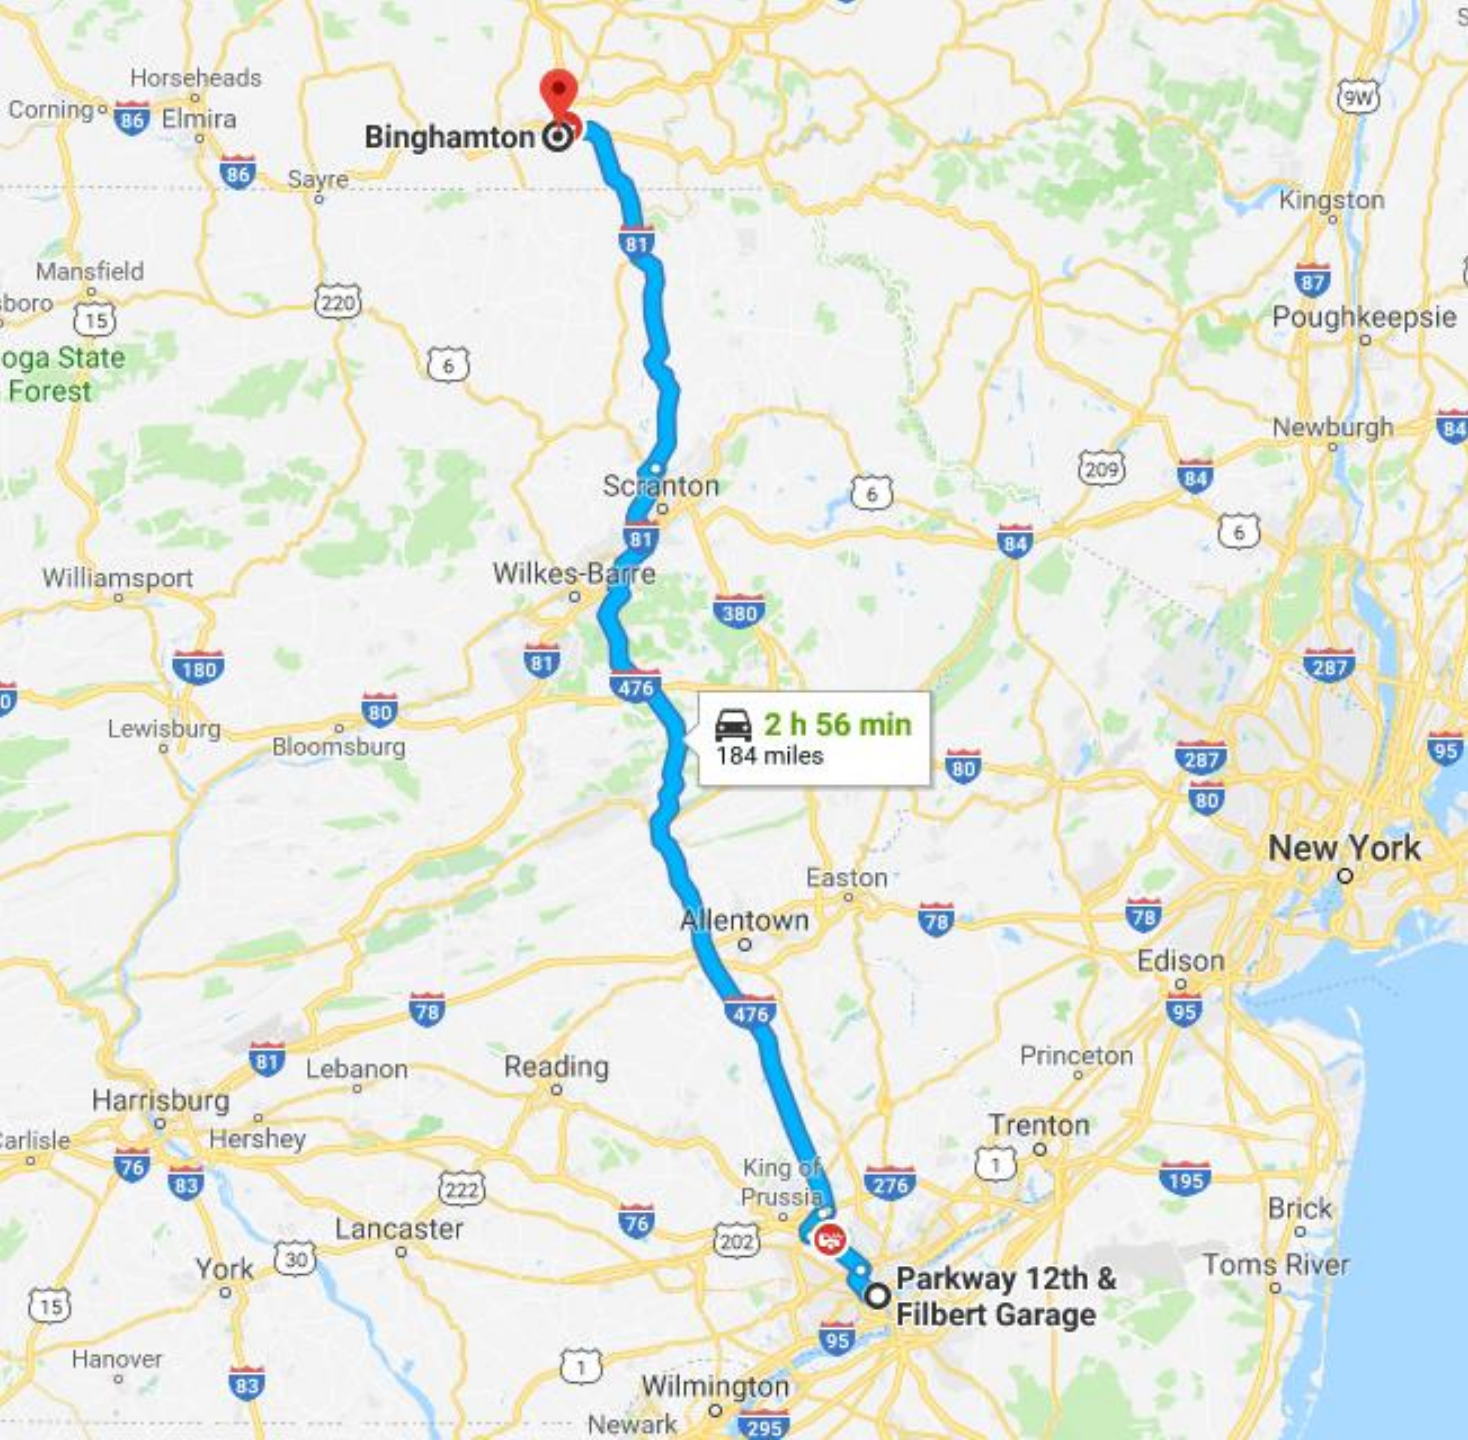 9W
Horseheads
Corning
86
Elmira
Binghamton
86
Sayre
Kingston
81
Mansfield
87
sboro
15
220
Poughkeepsie
oga State
Forest
6
Newburgh
84
Scranton
6
209
84
81
84
6
Wilkes-Barre
Williamsport
380
180
81
287
476
80
Lewisburg
Bloomsburg
2 h 56 min
184 miles
80
287
95
80
New York
Easton
Allentown
78
78
Edison
78
476
95
81
Lebanon
Reading
Princeton
Harrisburg
Hershey
Carlisle
Trenton
76
83
222
King of
Prussia
276
1
195
76
202
Lancaster
Brick
York
30
Toms River
Parkway 12th &
Filbert Garage
15
95
Hanover
1
83
Wilmington
Newark
295